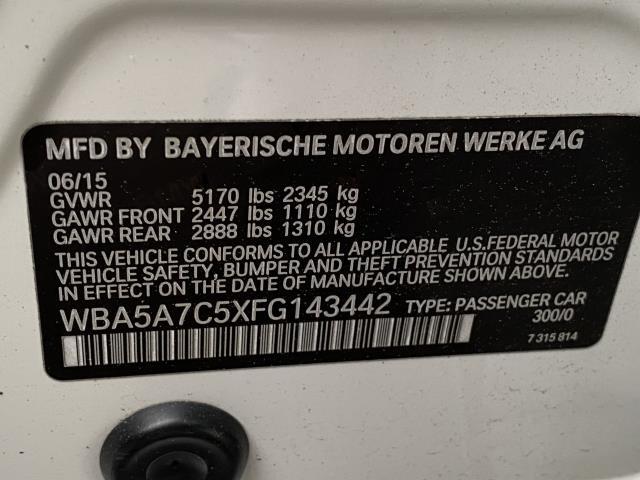 MFD BY BAYERISCHE MOTOREN WERKE AG
06/15
GVWR 5170 lbs 2345 kg
GAWR FRONT 2447 lbs 1110 kg
GAWR REAR 2888 lbs 1310 kg
THIS VEHICLE CONFORMS TO ALL APPLICABLE U.S.FEDERAL MOTOR
VEHICLE SAFETY, BUMPER AND THEFT PREVENTION STANDARDS
IN EFFECT ON THE DATE OF MANUFACTURE SHOWN ABOVE.
WBA5A7C5XFG143442 TYPE: PASSENGER CAR
300/0
7 315 814